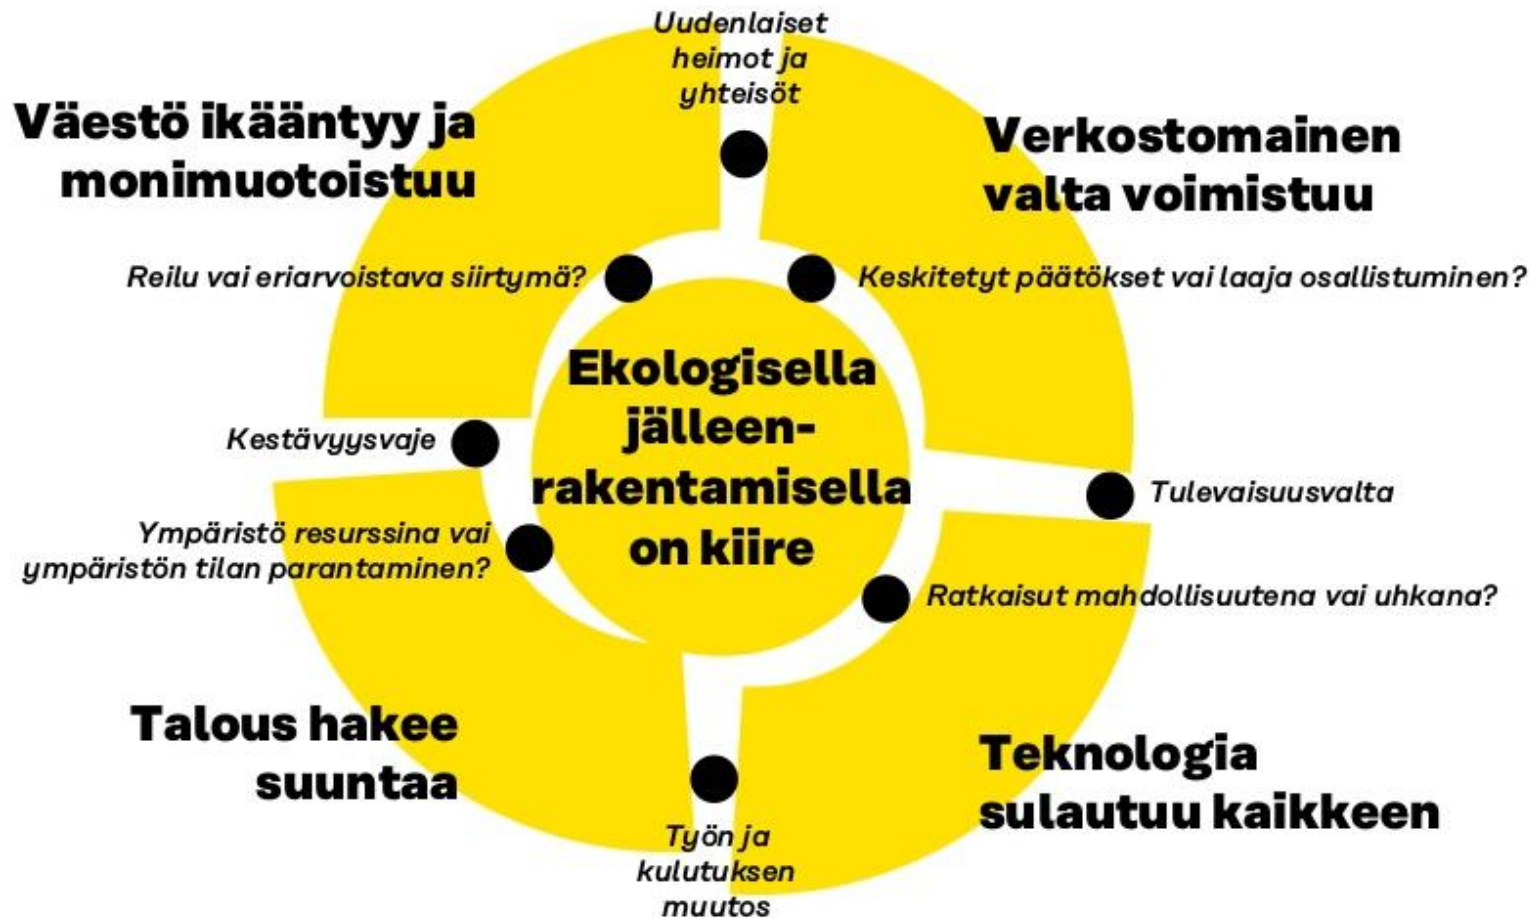 Uudenlaiset
heimot ja
yhteisöt
Väestö ikääntyy ja
monimuotoistuu
Verkostomainen
valta voimistuu
Reilu vai eriarvoistava siirtymä?
Keskitetyt päätökset vai laaja osallistuminen?
Ekologisella
jälleen-
rakentamisella
on kiire
Kestävyysvaje
Tulevaisuusvalta
Ympäristö resurssina vai
ympäristön tilan parantaminen?
Ratkaisut mahdollisuutena vai uhkana?
Talous hakee
suuntaa
Teknologia
sulautuu kaikkeen
Työn ja
kulutuksen
muutos